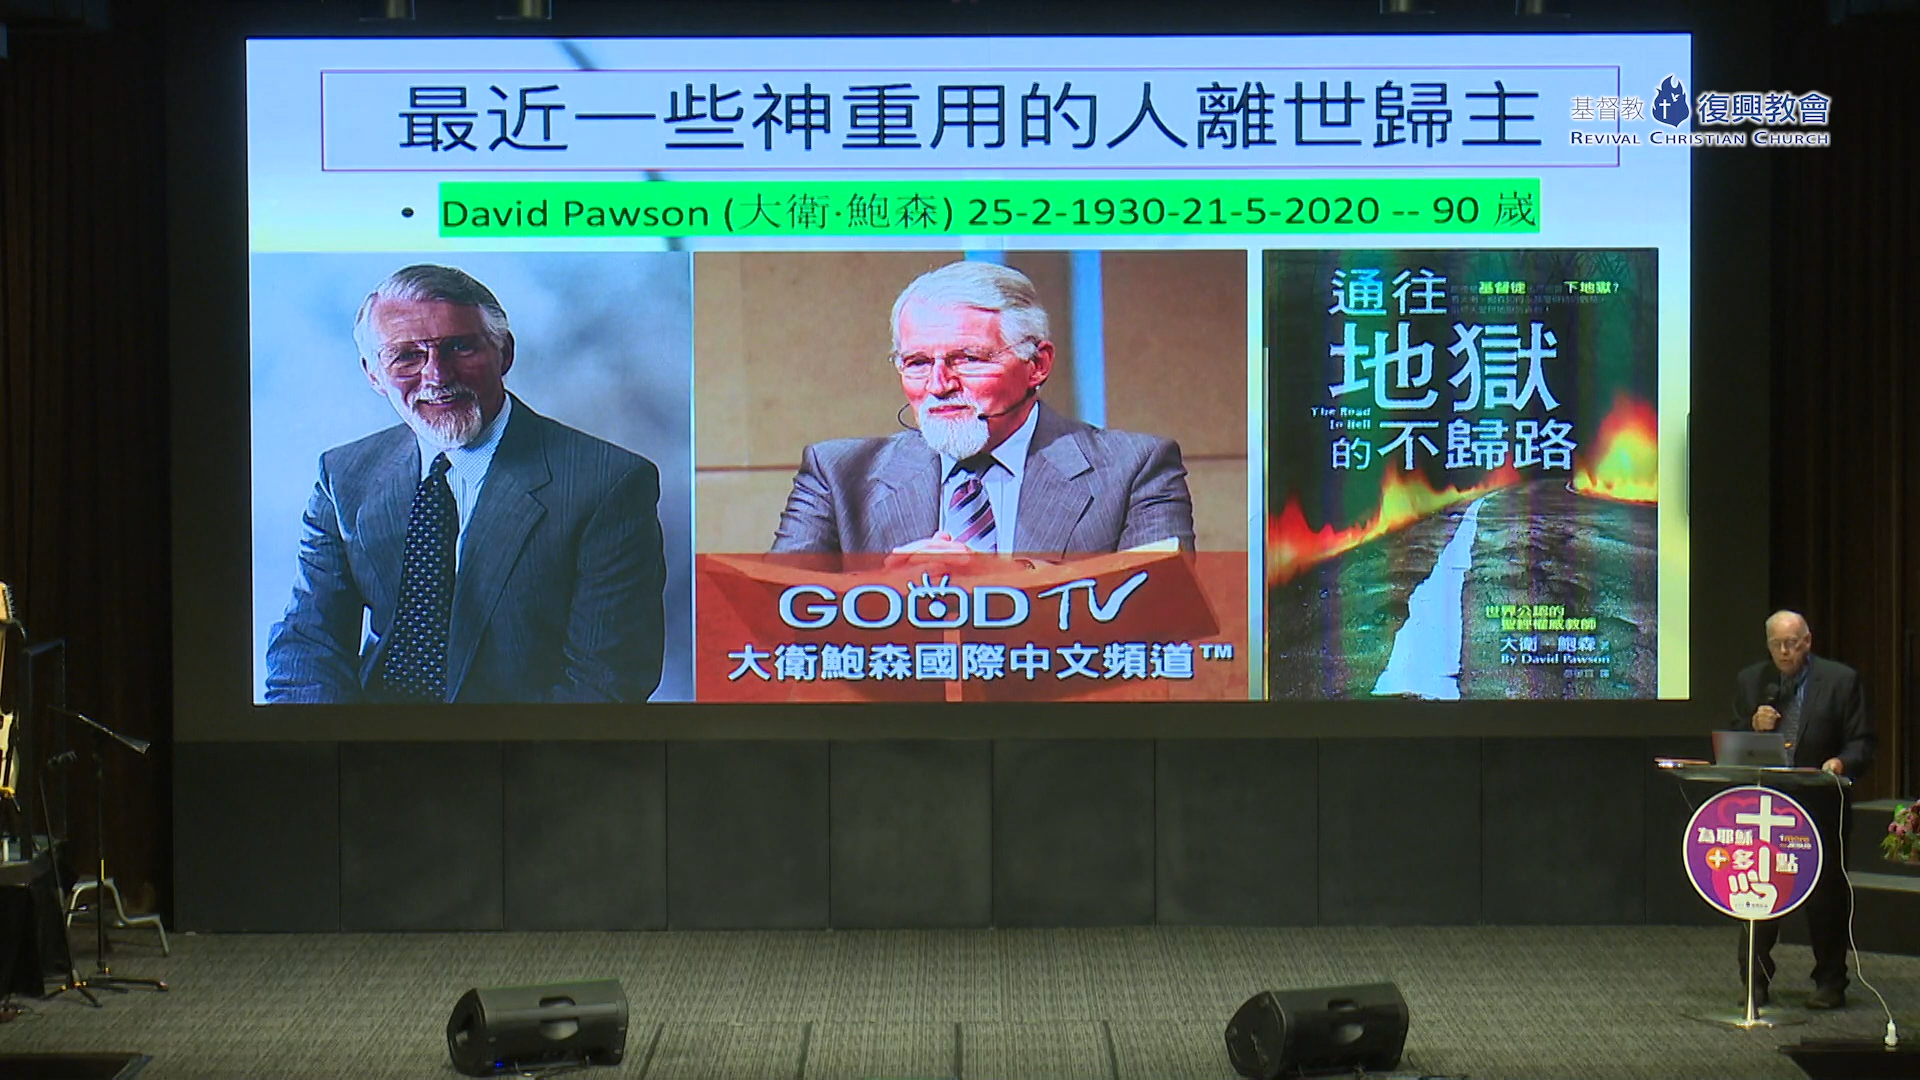 最近一些神重用的人離世歸主
基督教 復興教會
REVIVAL CHRISTIAN CHURCH
• David Pawson (大衛·鮑森) 25-2-1930-21-5-2020 -- 90 嵗
GOOD TV
大衛鮑森國際中文頻道™
基督徒 下地獄?
通往
地獄
The Road
To Hell
的不歸路
世界公認的
聖經權威教師
大衛·鮑森 著
By David Pawson
為耶穌
+多 點